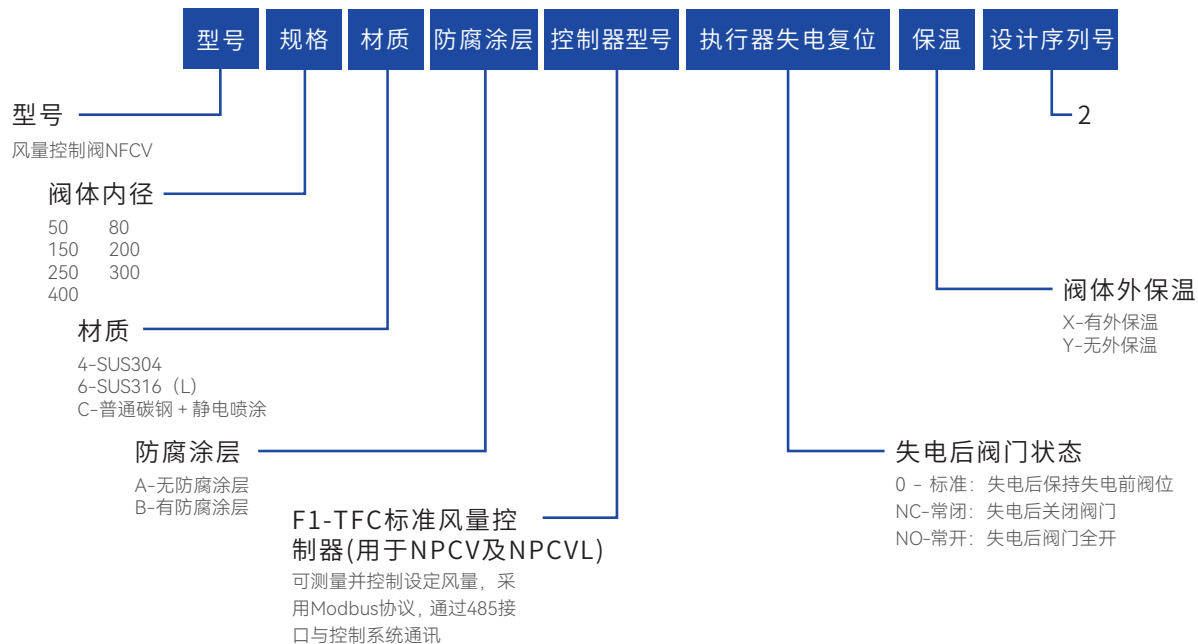 型号 规格 材质 防腐涂层 控制器型号 执行器失电复位 保温 设计序列号
型号
风量控制阀NFCV
2
阀体内径
50 80
150 200
250 300
400
材质
4-SUS304
6-SUS316（L）
C-普通碳钢 + 静电喷涂
防腐涂层
A-无防腐涂层
B-有防腐涂层
F1-TFC标准风量控
制器(用于NPCV及NPCVL)
可测量并控制设定风量，采
用Modbus协议，通过485接
口与控制系统通讯
失电后阀门状态
0 - 标准：失电后保持失电前阀位
NC-常闭：失电后关闭阀门
NO-常开：失电后阀门全开
阀体外保温
X-有外保温
Y-无外保温